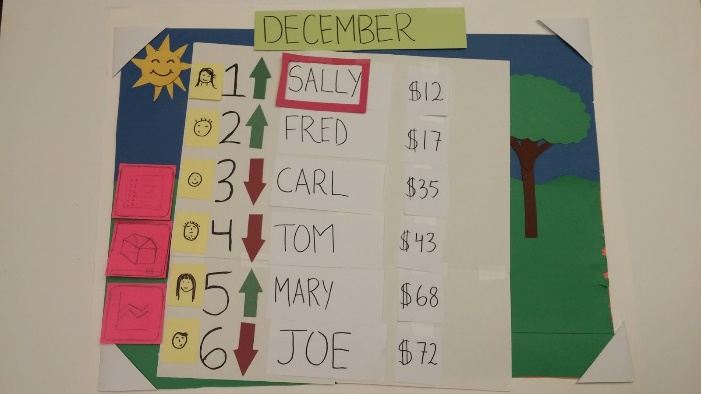 DECEMBER
1 SALLY $12
2 FRED $17
3 CARL $35
4 TOM $43
5 MARY $68
6 JOE $72